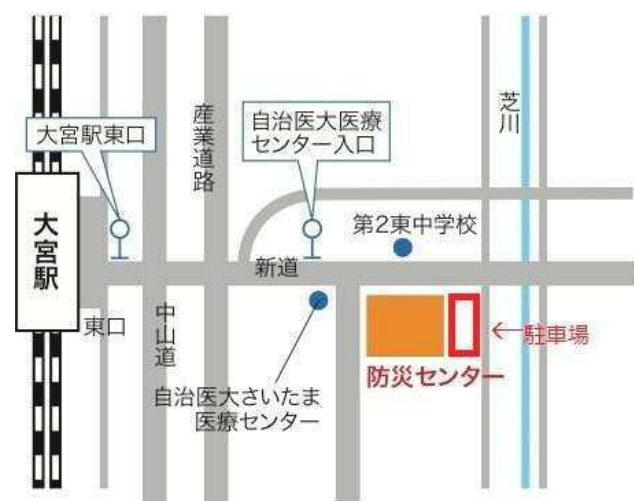 大宮駅東口
産業道路
自治医大医療
センター入口
芝川
大宮駅
第2東中学校
新道
東口
中山道
←駐車場
防災センター
自治医大さいたま
医療センター